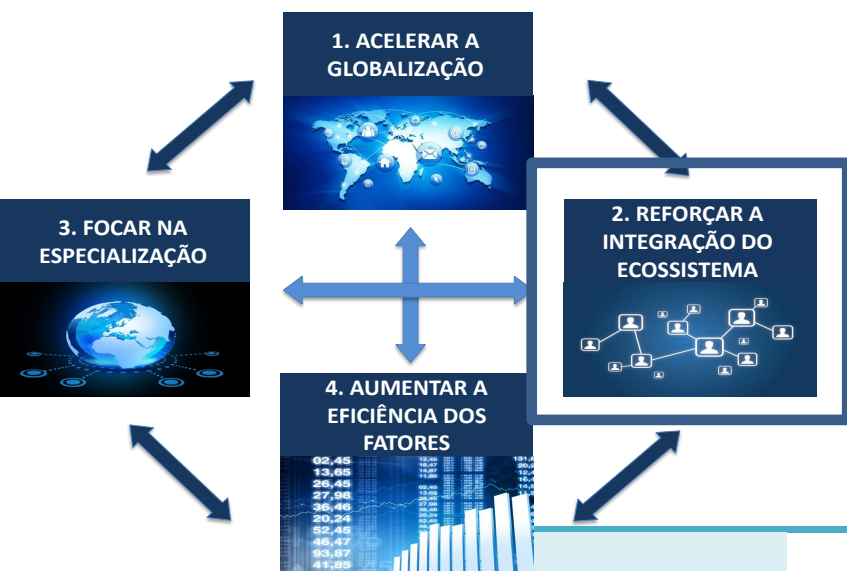 1. ACELERAR A
GLOBALIZAÇÃO
3. FOCAR NA
ESPECIALIZAÇÃO
2. REFORÇAR A
INTEGRAÇÃO DO
ECOSSISTEMA
4. AUMENTAR A
EFICIÊNCIA DOS
FATORES
02,45
13,65
26,45
27,98
36,46
20,24
52,45
46,47
93,87
41,85